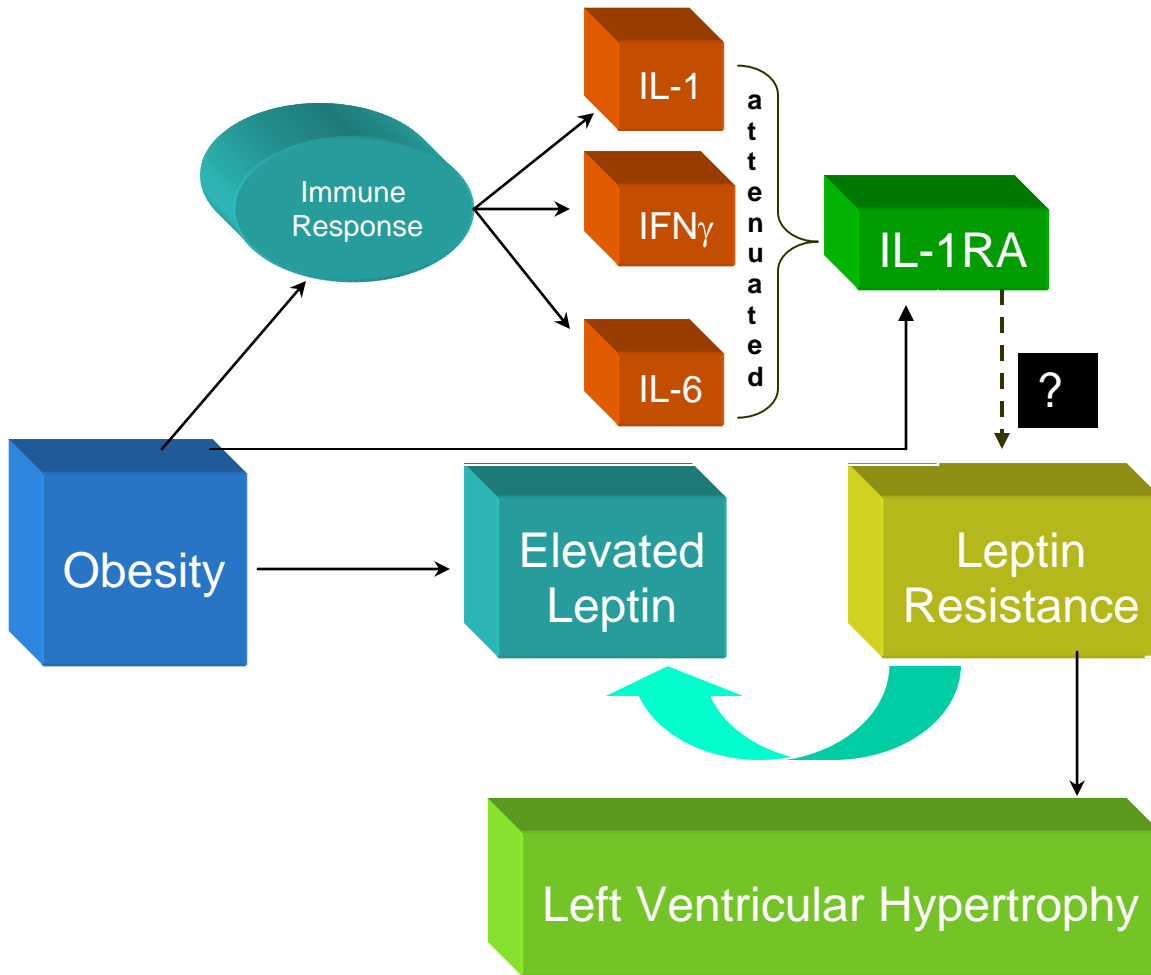 IL-1
attenuated
Immune
Response
IFNγ
IL-1RA
IL-6
?
Obesity
Elevated
Leptin
Leptin
Resistance
Left Ventricular Hypertrophy